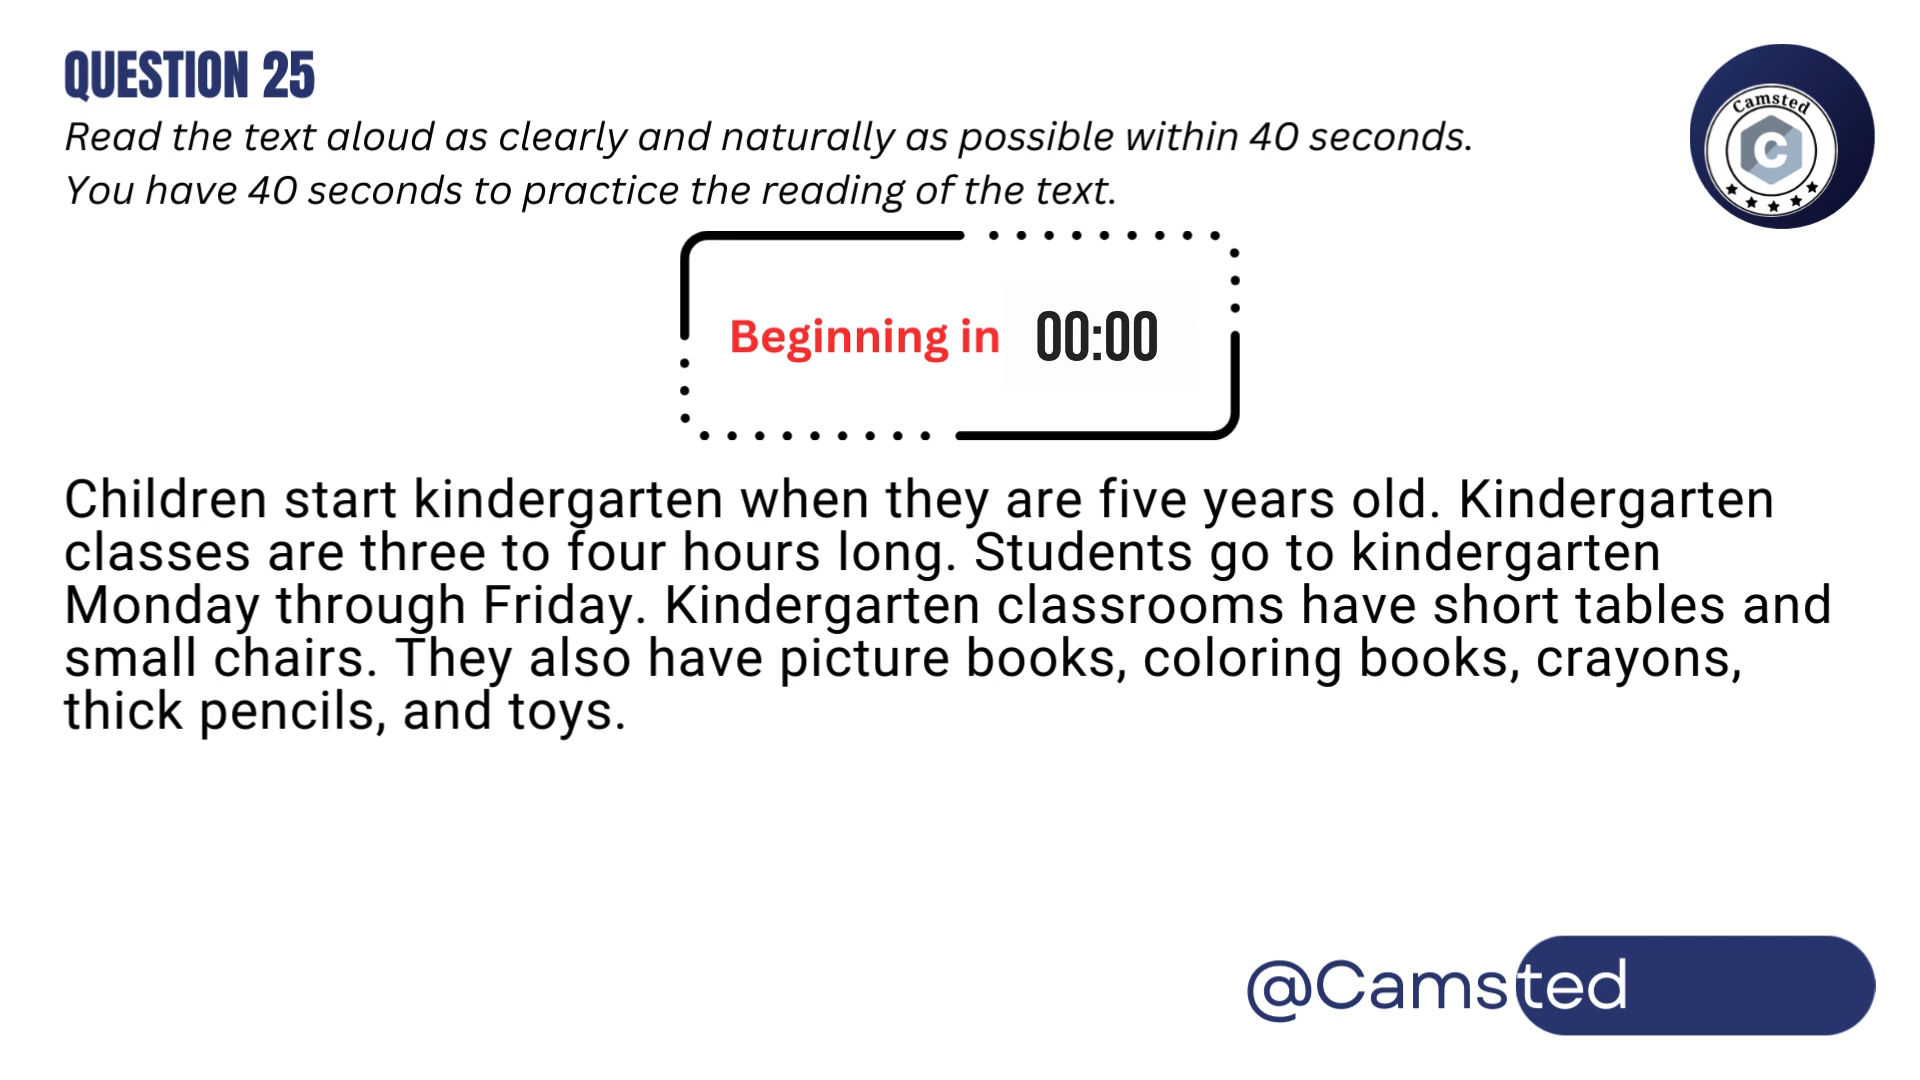 QUESTION 25
Read the text aloud as clearly and naturally as possible within 40 seconds.
You have 40 seconds to practice the reading of the text.
Camsted
C
Beginning in 00:00
Children start kindergarten when they are five years old. Kindergarten
classes are three to four hours long. Students go to kindergarten
Monday through Friday. Kindergarten classrooms have short tables and
small chairs. They also have picture books, coloring books, crayons,
thick pencils, and toys.
@Camsted